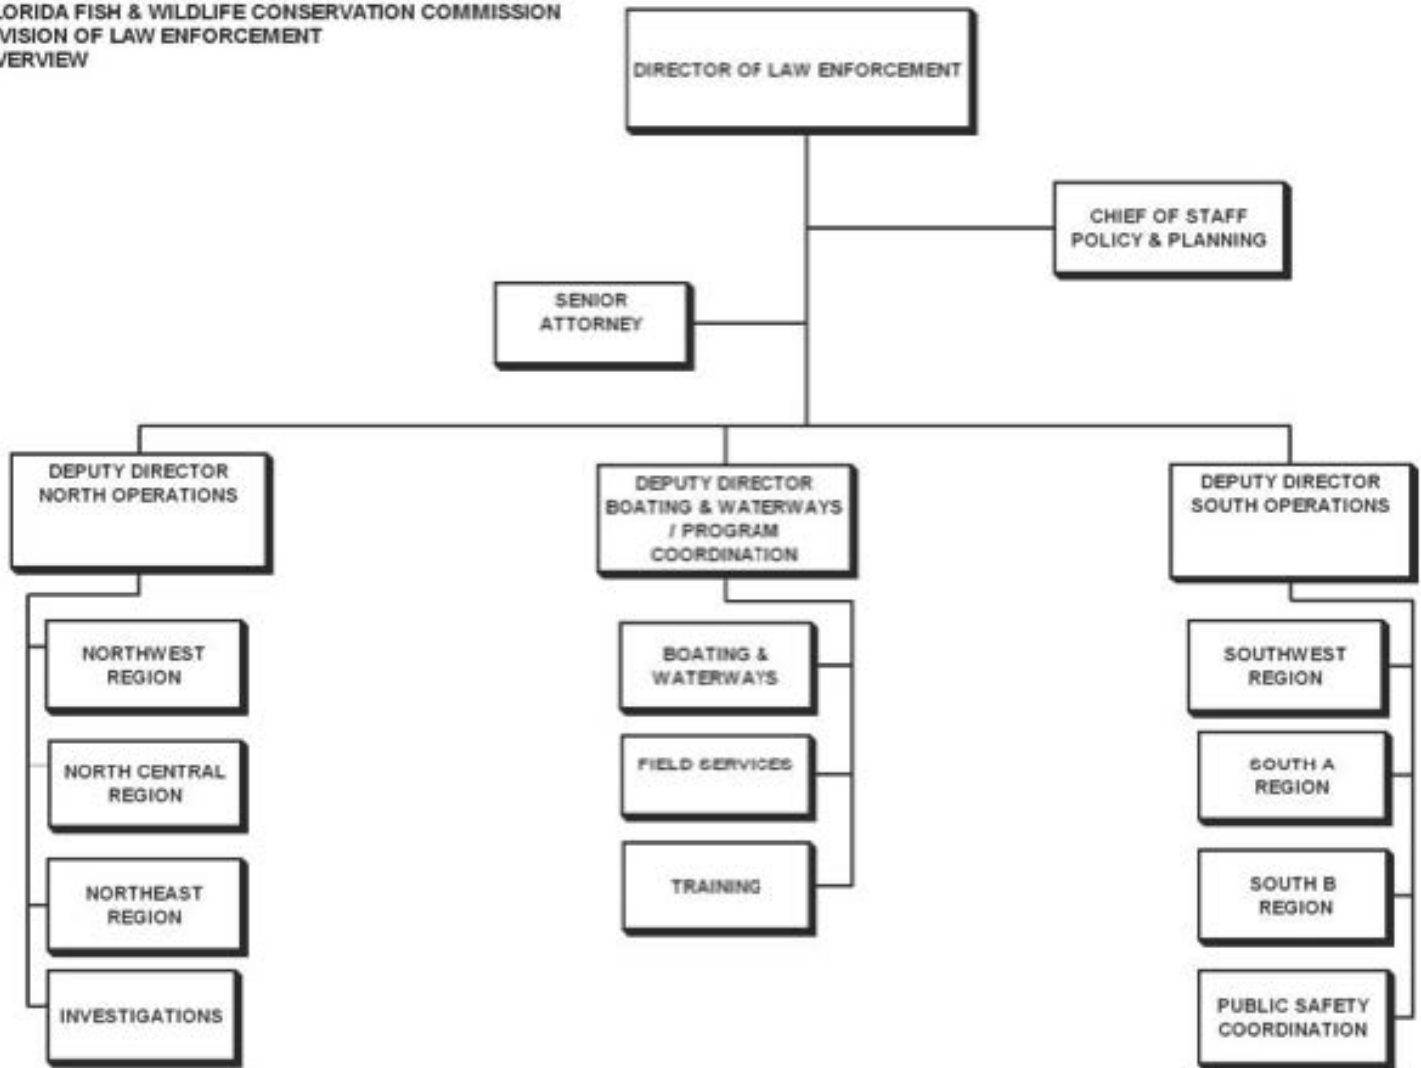 LORIDA FISH & WILDLIFE CONSERVATION COMMISSION
VISION OF LAW ENFORCEMENT
VERVIEW
DIRECTOR OF LAW ENFORCEMENT
CHIEF OF STAFF
POLICY & PLANNING
SENIOR
ATTORNEY
DEPUTY DIRECTOR
NORTH OPERATIONS
DEPUTY DIRECTOR
BOATING & WATERWAYS
/ PROGRAM
COORDINATION
DEPUTY DIRECTOR
SOUTH OPERATIONS
NORTHWEST
REGION
NORTH CENTRAL
REGION
NORTHEAST
REGION
INVESTIGATIONS
BOATING &
WATERWAYS
FIELD SERVICES
TRAINING
SOUTHWEST
REGION
SOUTH A
REGION
SOUTH B
REGION
PUBLIC SAFETY
COORDINATION